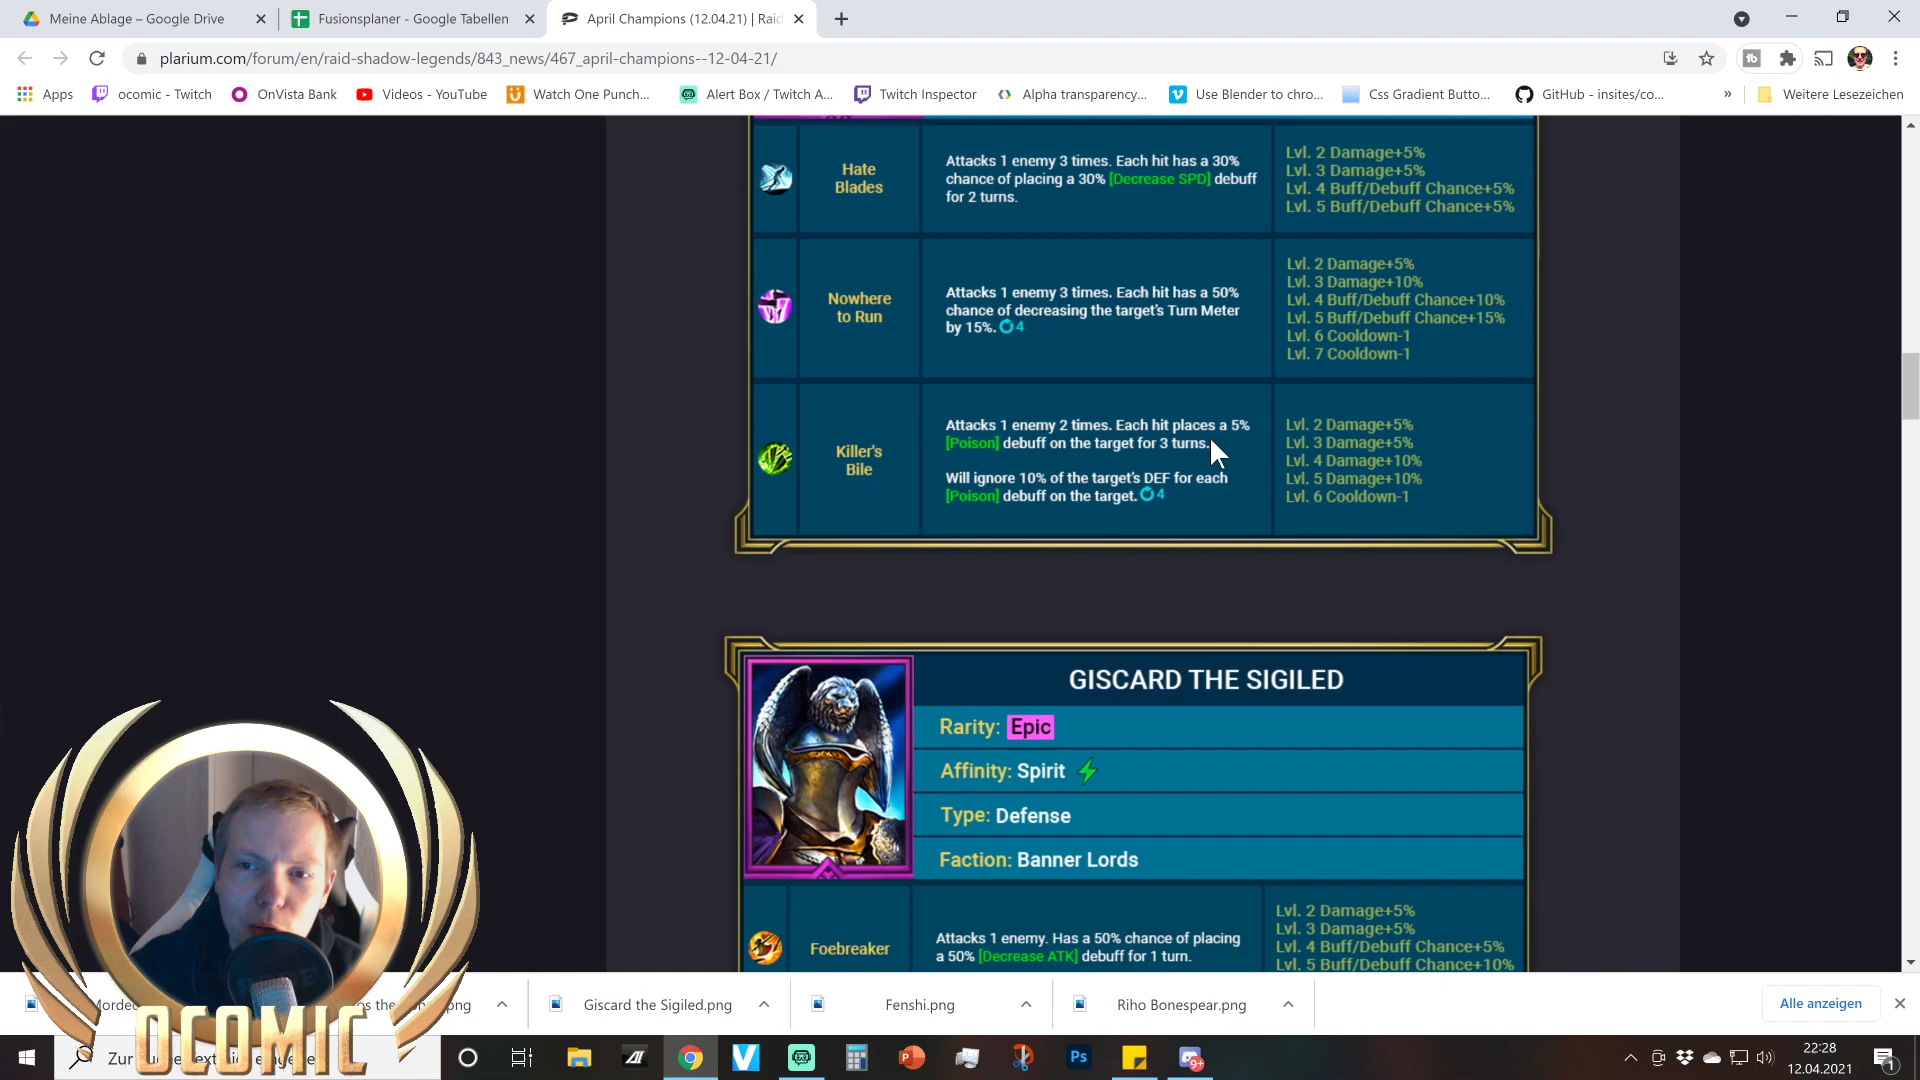 Meine Ablage – Google Drive
Fusionsplaner - Google Tabellen
April Champions (12.04.21) | Raid
plarium.com/forum/en/raid-shadow-legends/843_news/467_april-champions--12-04-21/
Apps
ocomic - Twitch
OnVista Bank
Videos - YouTube
Watch One Punch...
Alert Box / Twitch A...
Twitch Inspector
Alpha transparency...
Use Blender to chro...
Css Gradient Butto...
GitHub - insites/co...
»
Weitere Lesezeichen
Hate
Blades
Attacks 1 enemy 3 times. Each hit has a 30%
chance of placing a 30% [Decrease SPD] debuff
for 2 turns.
Lvl. 2 Damage+5%
Lvl. 3 Damage+5%
Lvl. 4 Buff/Debuff Chance+5%
Lvl. 5 Buff/Debuff Chance+5%
Nowhere
to Run
Attacks 1 enemy 3 times. Each hit has a 50%
chance of decreasing the target's Turn Meter
by 15%. 4
Lvl. 2 Damage+5%
Lvl. 3 Damage+10%
Lvl. 4 Buff/Debuff Chance+10%
Lvl. 5 Buff/Debuff Chance+15%
Lvl. 6 Cooldown-1
Lvl. 7 Cooldown-1
Killer's
Bile
Attacks 1 enemy 2 times. Each hit places a 5%
[Poison] debuff on the target for 3 turns.
Will ignore 10% of the target's DEF for each
[Poison] debuff on the target. 4
Lvl. 2 Damage+5%
Lvl. 3 Damage+5%
Lvl. 4 Damage+10%
Lvl. 5 Damage+10%
Lvl. 6 Cooldown-1
GISCARD THE SIGILED
Rarity: Epic
Affinity: Spirit
Type: Defense
Faction: Banner Lords
Foebreaker
Attacks 1 enemy. Has a 50% chance of placing
a 50% [Decrease ATK] debuff for 1 turn.
Lvl. 2 Damage+5%
Lvl. 3 Damage+5%
Lvl. 4 Buff/Debuff Chance+5%
Lvl. 5 Buff/Debuff Chance+10%
Giscard the Sigiled.png
Fenshi.png
Riho Bonespear.png
Alle anzeigen
OCOMIC
Zur
Ps
9+
22:28
12.04.2021
1